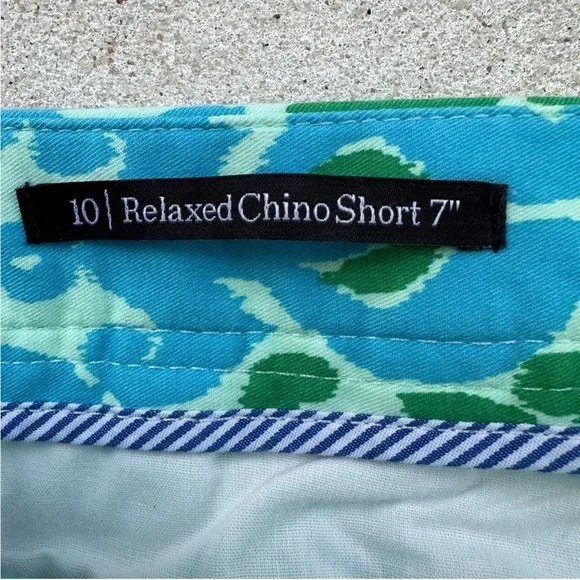 10 | Relaxed Chino Short 7"